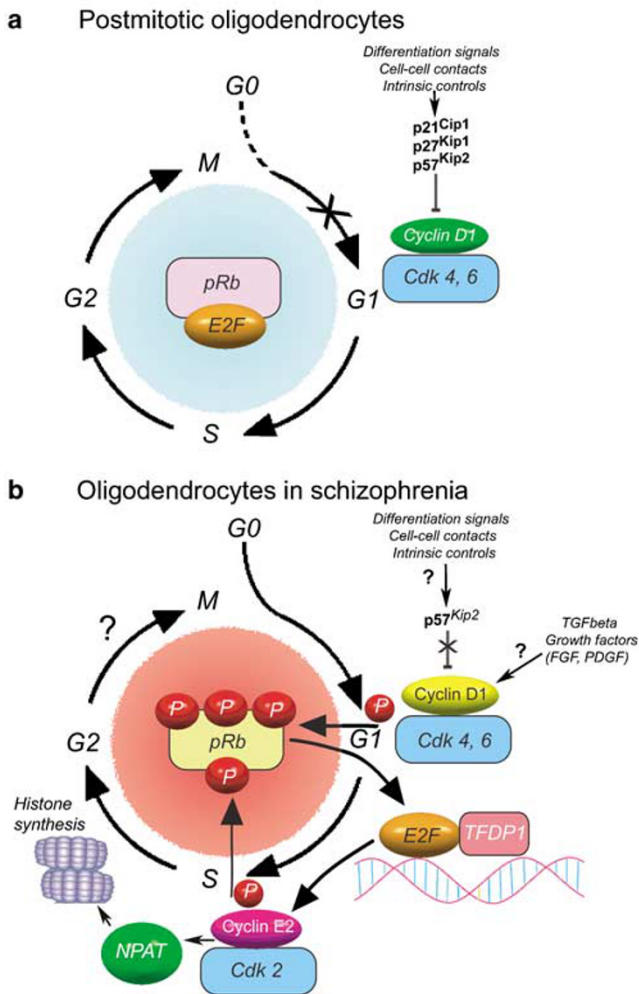 a Postmitotic oligodendrocytes
Differentiation signals
Cell-cell contacts
Intrinsic controls
G0
p21Cip1
p27Kip1
p57Kip2
M
Cyclin D1
Cdk 4, 6
pRb
E2F
G2
G1
S
b Oligodendrocytes in schizophrenia
Differentiation signals
Cell-cell contacts
Intrinsic controls
G0
?
M
?
p57Kip2
TGFbeta
Growth factors
(FGF, PDGF)
?
P
P
P
P
Cyclin D1
pRb
G1
Cdk 4, 6
G2
P
Histone
synthesis
E2F
TFDP1
S
P
Cyclin E2
NPAT
Cdk 2